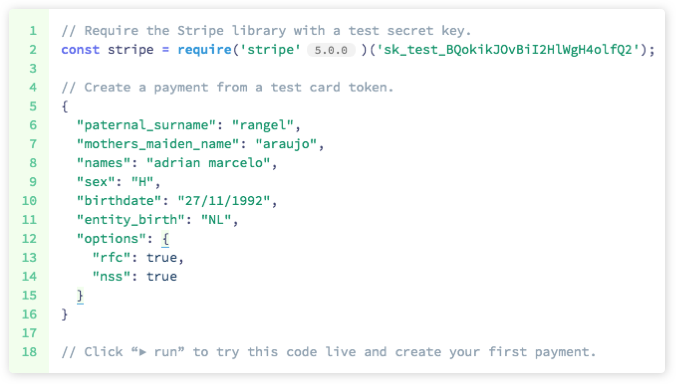 1 // Require the Stripe library with a test secret key.
2 const stripe = require('stripe' 5.0.0 )('sk_test_BQokikJOvBiI2HlWgH4olfQ2');
3
4 // Create a payment from a test card token.
5 {
6 "paternal_surname": "rangel",
7 "mothers_maiden_name": "araujo",
8 "names": "adrian marcelo",
9 "sex": "H",
10 "birthdate": "27/11/1992",
11 "entity_birth": "NL",
12 "options": {
13 "rfc": true,
14 "nss": true
15 }
16 }
17
18 // Click “▶ run” to try this code live and create your first payment.